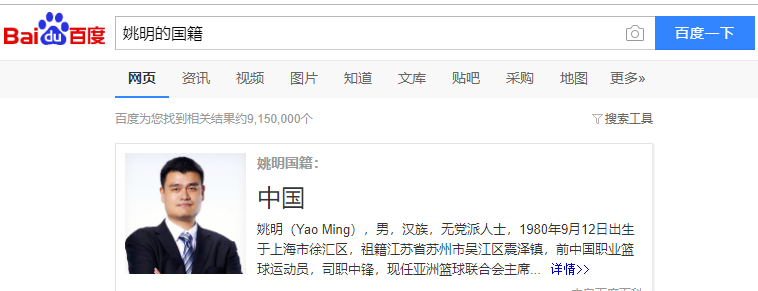 Bai du 百度
姚明的国籍
百度一下
网页 资讯 视频 图片 知道 文库 贴吧 采购 地图 更多»
百度为您找到相关结果约9,150,000个 搜索工具
姚明国籍:
中国
姚明（Yao Ming），男，汉族，无党派人士，1980年9月12日出生
于上海市徐汇区，祖籍江苏省苏州市吴江区震泽镇，前中国职业篮
球运动员，司职中锋，现任亚洲篮球联合会主席... 详情>>